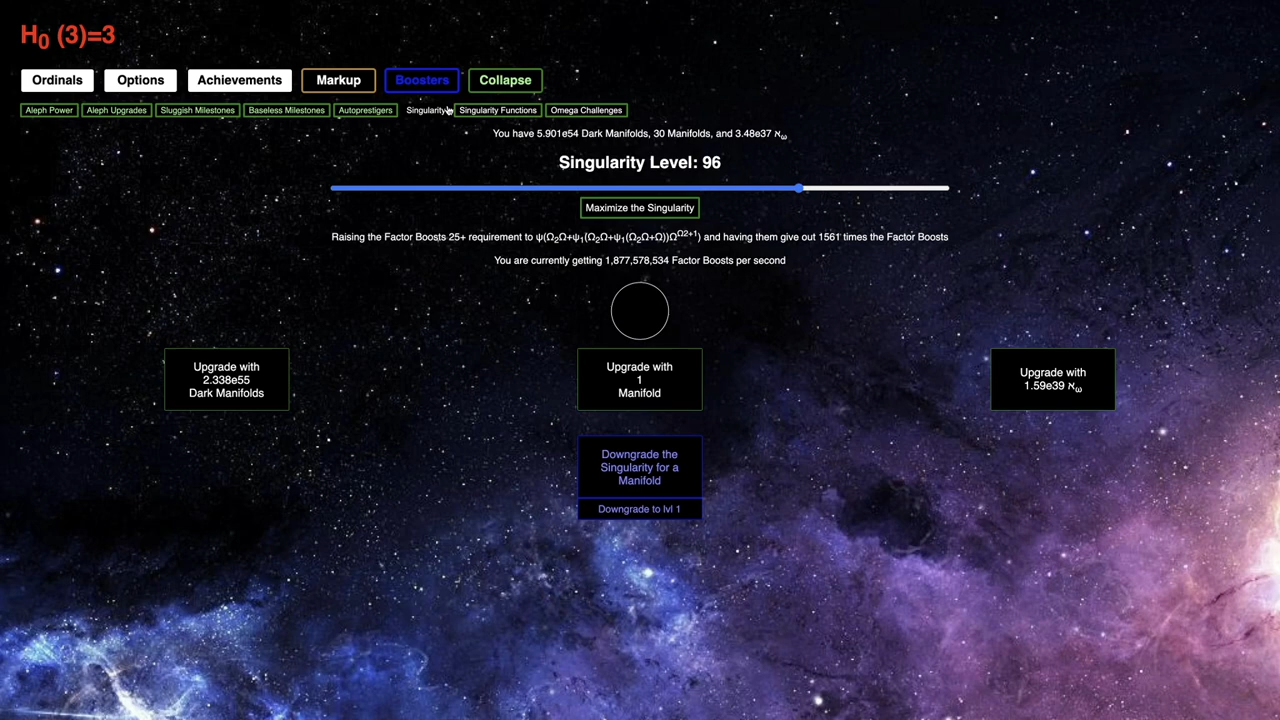 H₀ (3)=3
Ordinals Options Achievements Markup Boosters Collapse
Aleph Power Aleph Upgrades Sluggish Milestones Baseless Milestones Autoprestigers Singularity Singularity Functions Omega Challenges
You have 5.901e54 Dark Manifolds, 30 Manifolds, and 3.48e37 ℵω
Singularity Level: 96
Maximize the Singularity
Raising the Factor Boosts 25+ requirement to ψ(Ω₂Ω+ψ₁(Ω₂Ω+ψ₁(Ω₂Ω+Ω))Ω^(Ω2+1)) and having them give out 1561 times the Factor Boosts
You are currently getting 1,877,578,534 Factor Boosts per second
Upgrade with
2.338e55
Dark Manifolds
Upgrade with
1
Manifold
Upgrade with
1.59e39 ℵω
Downgrade the
Singularity for a
Manifold
Downgrade to lvl 1